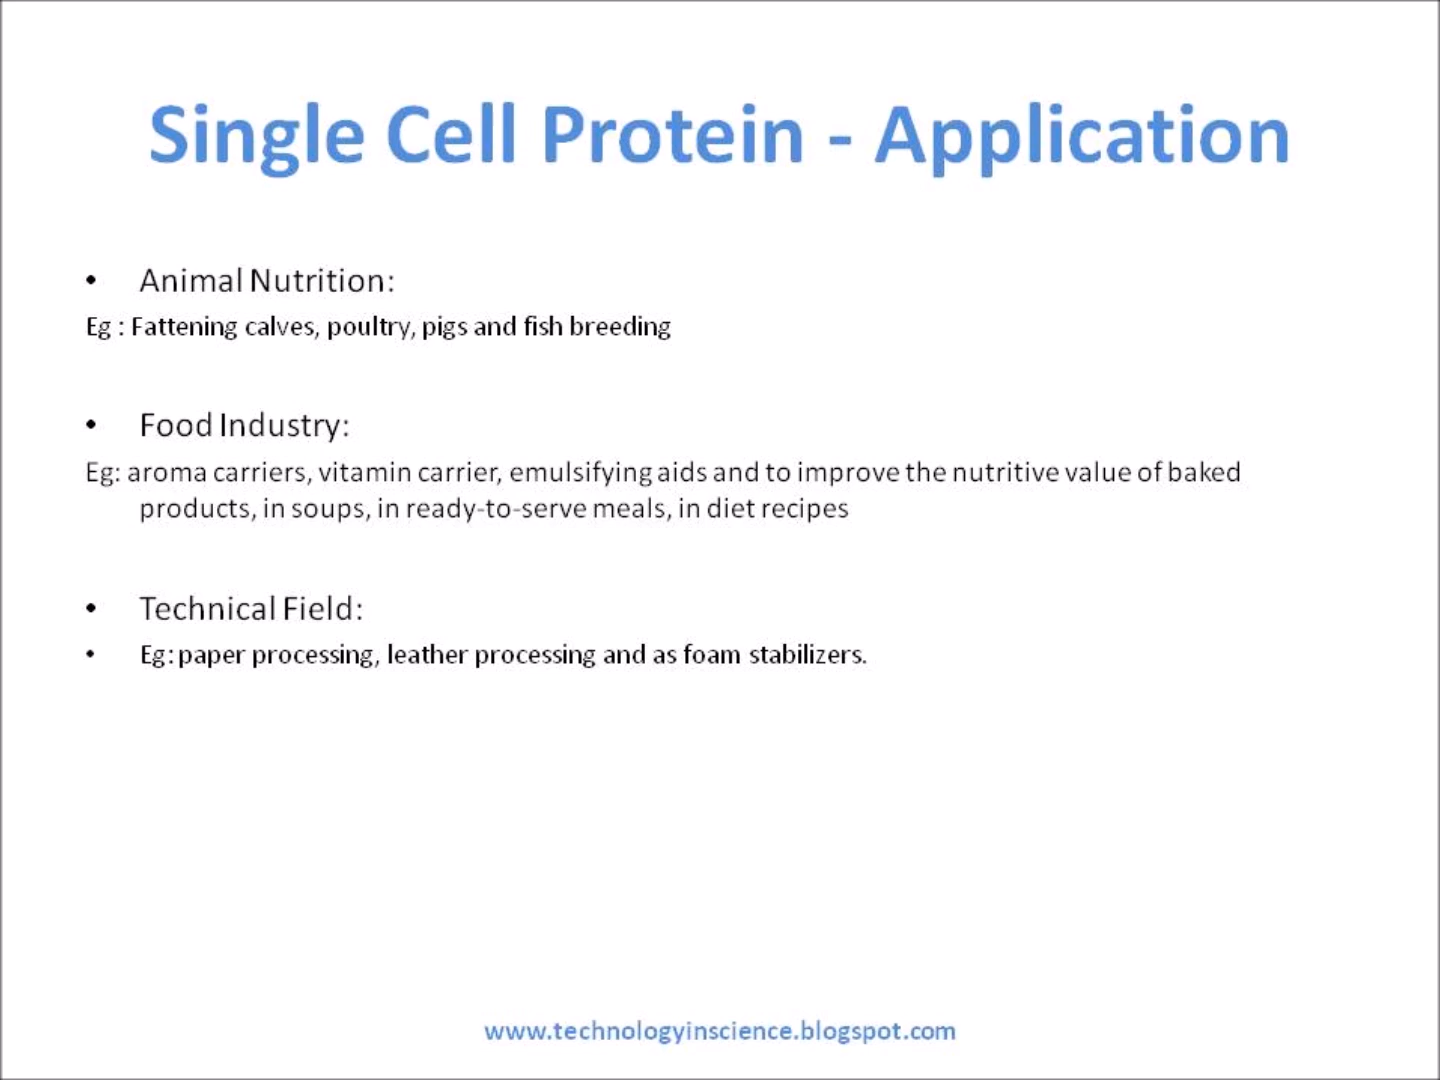 Single Cell Protein - Application
• Animal Nutrition:
Eg : Fattening calves, poultry, pigs and fish breeding
• Food Industry:
Eg: aroma carriers, vitamin carrier, emulsifying aids and to improve the nutritive value of baked
products, in soups, in ready-to-serve meals, in diet recipes
• Technical Field:
• Eg: paper processing, leather processing and as foam stabilizers.
www.technologyinscience.blogspot.com